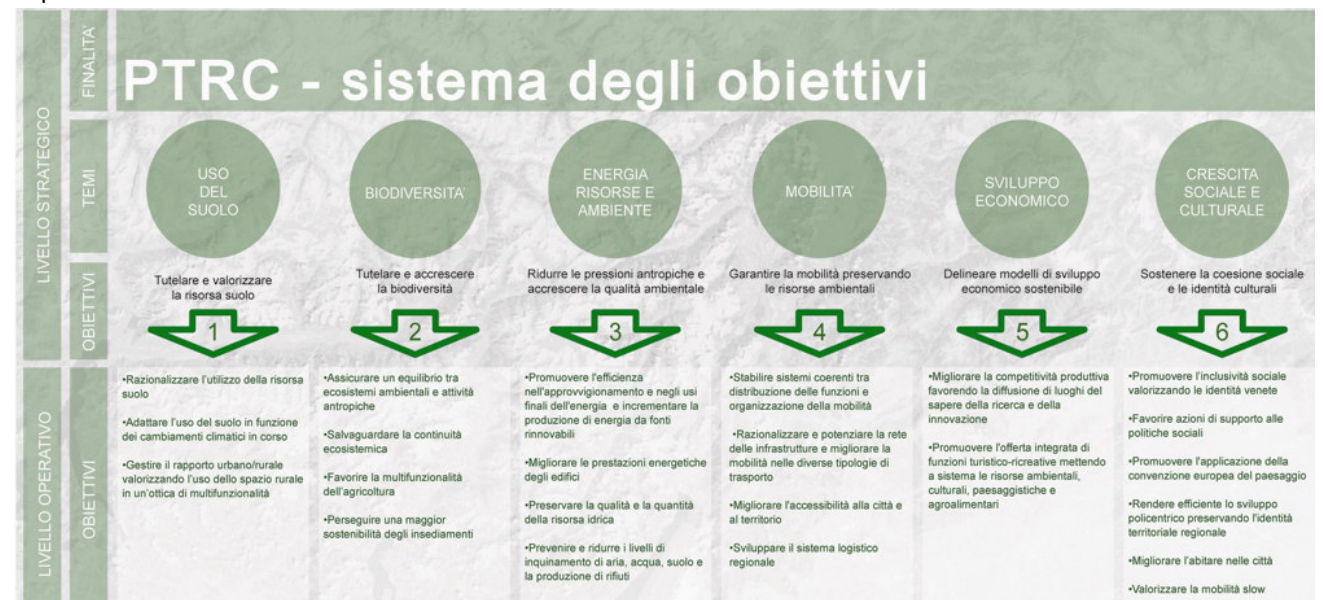 FINALITA'
PTRC - sistema degli obiettivi
LIVELLO STRATEGICO
TEMI
USO
DEL
SUOLO
BIODIVERSITA'
ENERGIA
RISORSE E
AMBIENTE
MOBILITA'
SVILUPPO
ECONOMICO
CRESCITA
SOCIALE E
CULTURALE
OBIETTIVI
Tutelare e valorizzare
la risorsa suolo
Tutelare e accrescere
la biodiversità
Ridurre le pressioni antropiche e
accrescere la qualità ambientale
Garantire la mobilità preservando
le risorse ambientali
Delineare modelli di sviluppo
economico sostenibile
Sostenere la coesione sociale
e le identità culturali
1
2
3
4
5
6
LIVELLO OPERATIVO
OBIETTIVI
•Razionalizzare l'utilizzo della risorsa
suolo
•Adattare l'uso del suolo in funzione
dei cambiamenti climatici in corso
•Gestire il rapporto urbano/rurale
valorizzando l'uso dello spazio rurale
in un'ottica di multifunzionalità
•Assicurare un equilibrio tra
ecosistemi ambientali e attività
antropiche
•Salvaguardare la continuità
ecosistemica
•Favorire la multifunzionalità
dell'agricoltura
•Perseguire una maggior
sostenibilità degli insediamenti
•Promuovere l'efficienza
nell'approvvigionamento e negli usi
finali dell'energia e incrementare la
produzione di energia da fonti
rinnovabili
•Migliorare le prestazioni energetiche
degli edifici
•Preservare la qualità e la quantità
della risorsa idrica
•Prevenire e ridurre i livelli di
inquinamento di aria, acqua, suolo e
la produzione di rifiuti
•Stabilire sistemi coerenti tra
distribuzione delle funzioni e
organizzazione della mobilità
•Razionalizzare e potenziare la rete
delle infrastrutture e migliorare la
mobilità nelle diverse tipologie di
trasporto
•Migliorare l'accessibilità alla città e
al territorio
•Sviluppare il sistema logistico
regionale
•Migliorare la competitività produttiva
favorendo la diffusione di luoghi del
sapere della ricerca e della
innovazione
•Promuovere l'offerta integrata di
funzioni turistico-ricreative mettendo
a sistema le risorse ambientali,
culturali, paesaggistiche e
agroalimentari
•Promuovere l'inclusività sociale
valorizzando le identità venete
•Favorire azioni di supporto alle
politiche sociali
•Promuovere l'applicazione della
convenzione europea del paesaggio
•Rendere efficiente lo sviluppo
policentrico preservando l'identità
territoriale regionale
•Migliorare l'abitare nelle città
•Valorizzare la mobilità slow